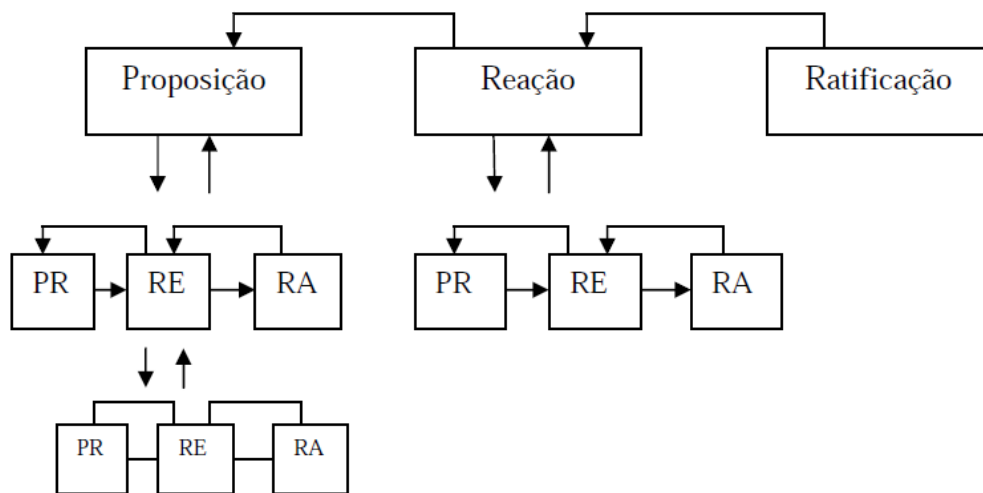 Proposição
Reação
Ratificação
PR
RE
RA
PR
RE
RA
PR
RE
RA